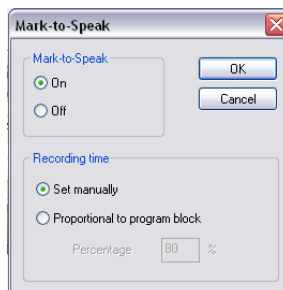 Mark-to-Speak
Mark-to-Speak
On
OK
Off
Cancel
Recording time
Set manually
Proportional to program block
Percentage 80 %